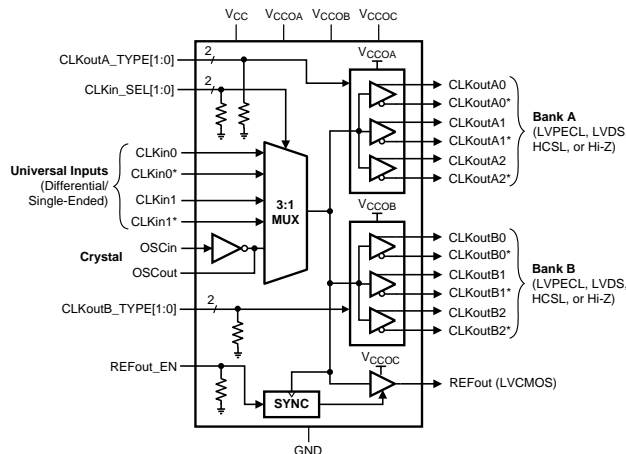 VCC
VCCOA
VCCOB
VCCOC
CLKoutA_TYPE[1:0]
2
CLKin_SEL[1:0]
2
VCCOA
CLKoutA0
CLKoutA0*
CLKoutA1
CLKoutA1*
CLKoutA2
CLKoutA2*
Bank A
(LVPECL, LVDS,
HCSL, or Hi-Z)
Universal Inputs
(Differential/
Single-Ended)
CLKin0
CLKin0*
CLKin1
CLKin1*
3:1
MUX
Crystal
OSCin
OSCout
VCCOB
CLKoutB0
CLKoutB0*
CLKoutB1
CLKoutB1*
CLKoutB2
CLKoutB2*
Bank B
(LVPECL, LVDS,
HCSL, or Hi-Z)
CLKoutB_TYPE[1:0]
2
REFout_EN
SYNC
VCCOC
REFout (LVCMOS)
GND